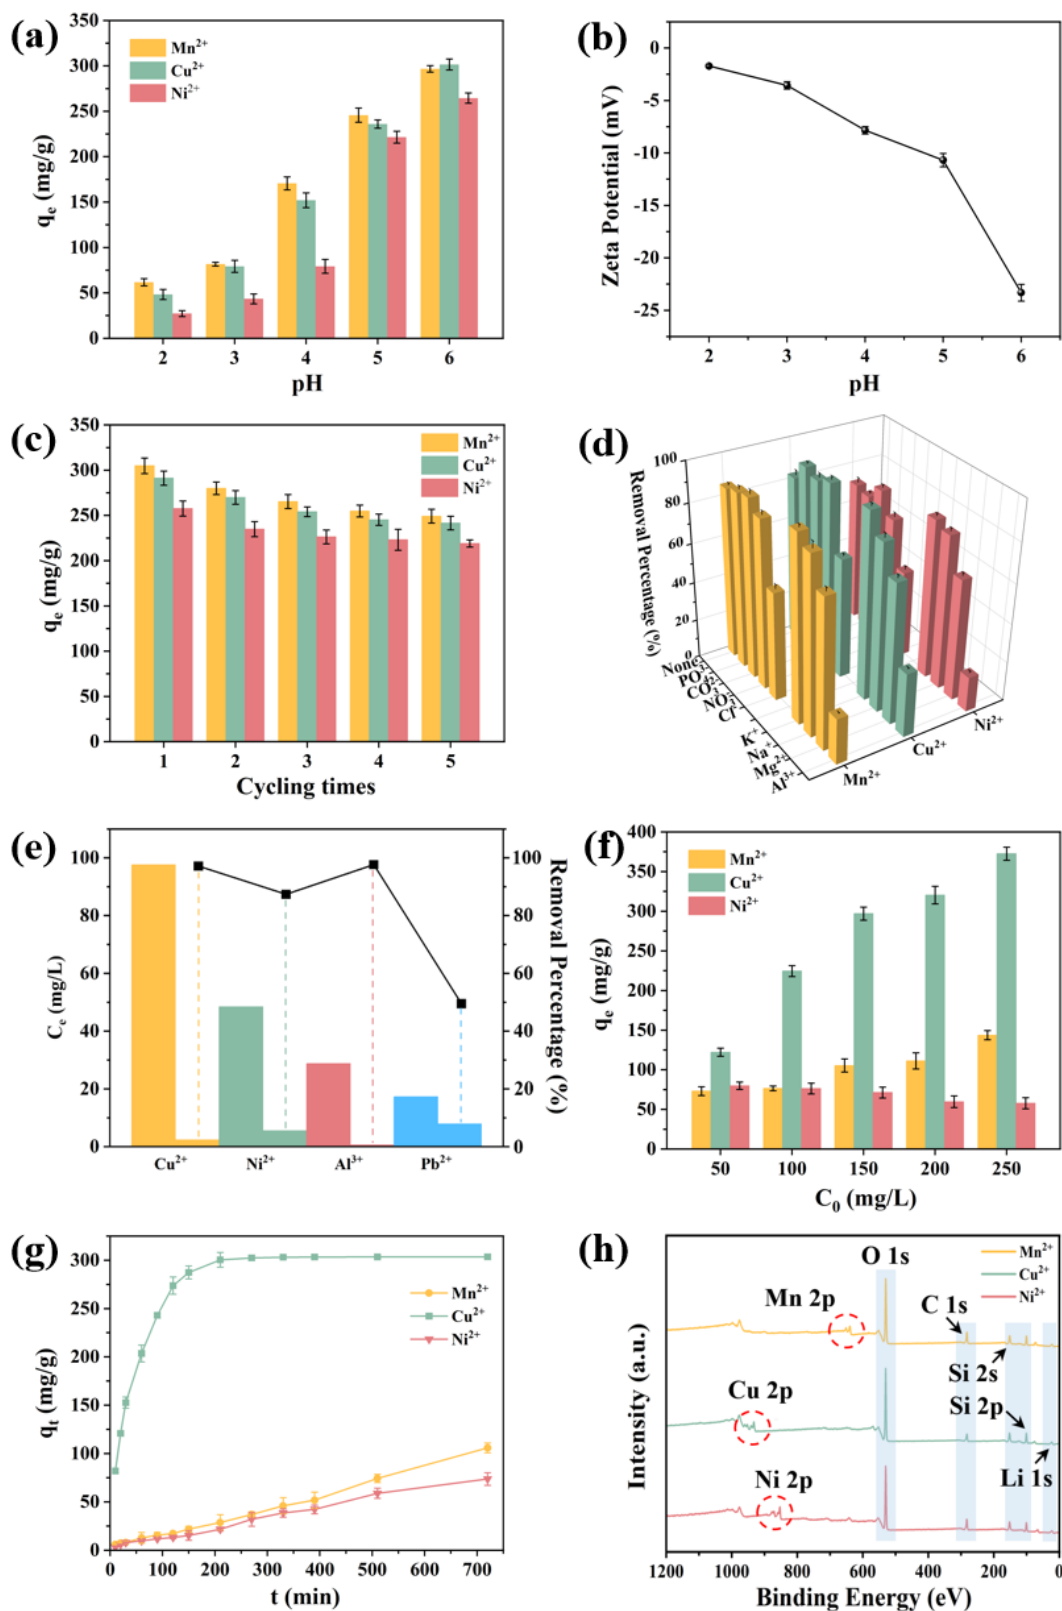 (a)
350
300
250
200
150
100
50
0
qₑ (mg/g)
Mn²⁺
Cu²⁺
Ni²⁺
2 3 4 5 6
pH
(b)
0
-5
-10
-15
-20
-25
Zeta Potential (mV)
2 3 4 5 6
pH
(c)
350
300
250
200
150
100
50
0
qₑ (mg/g)
Mn²⁺
Cu²⁺
Ni²⁺
1 2 3 4 5
Cycling times
(d)
Removal Percentage (%)
100
80
60
40
20
0
None
PO₄³⁻
CO₃²⁻
NO₃⁻
Cl⁻
K⁺
Na⁺
Mg²⁺
Al³⁺
Mn²⁺
Cu²⁺
Ni²⁺
(e)
100
80
60
40
20
0
Cₑ (mg/L)
Cu²⁺ Ni²⁺ Al³⁺ Pb²⁺
100
80
60
40
20
0
Removal Percentage (%)
(f)
400
350
300
250
200
150
100
50
0
qₑ (mg/g)
Mn²⁺
Cu²⁺
Ni²⁺
50 100 150 200 250
C₀ (mg/L)
(g)
300
250
200
150
100
50
0
qₜ (mg/g)
Mn²⁺
Cu²⁺
Ni²⁺
0 100 200 300 400 500 600 700
t (min)
(h)
Intensity (a.u.)
O 1s
Mn²⁺
Cu²⁺
Ni²⁺
Mn 2p
C 1s
Si 2s
Cu 2p
Si 2p
Ni 2p
Li 1s
1200 1000 800 600 400 200 0
Binding Energy (eV)